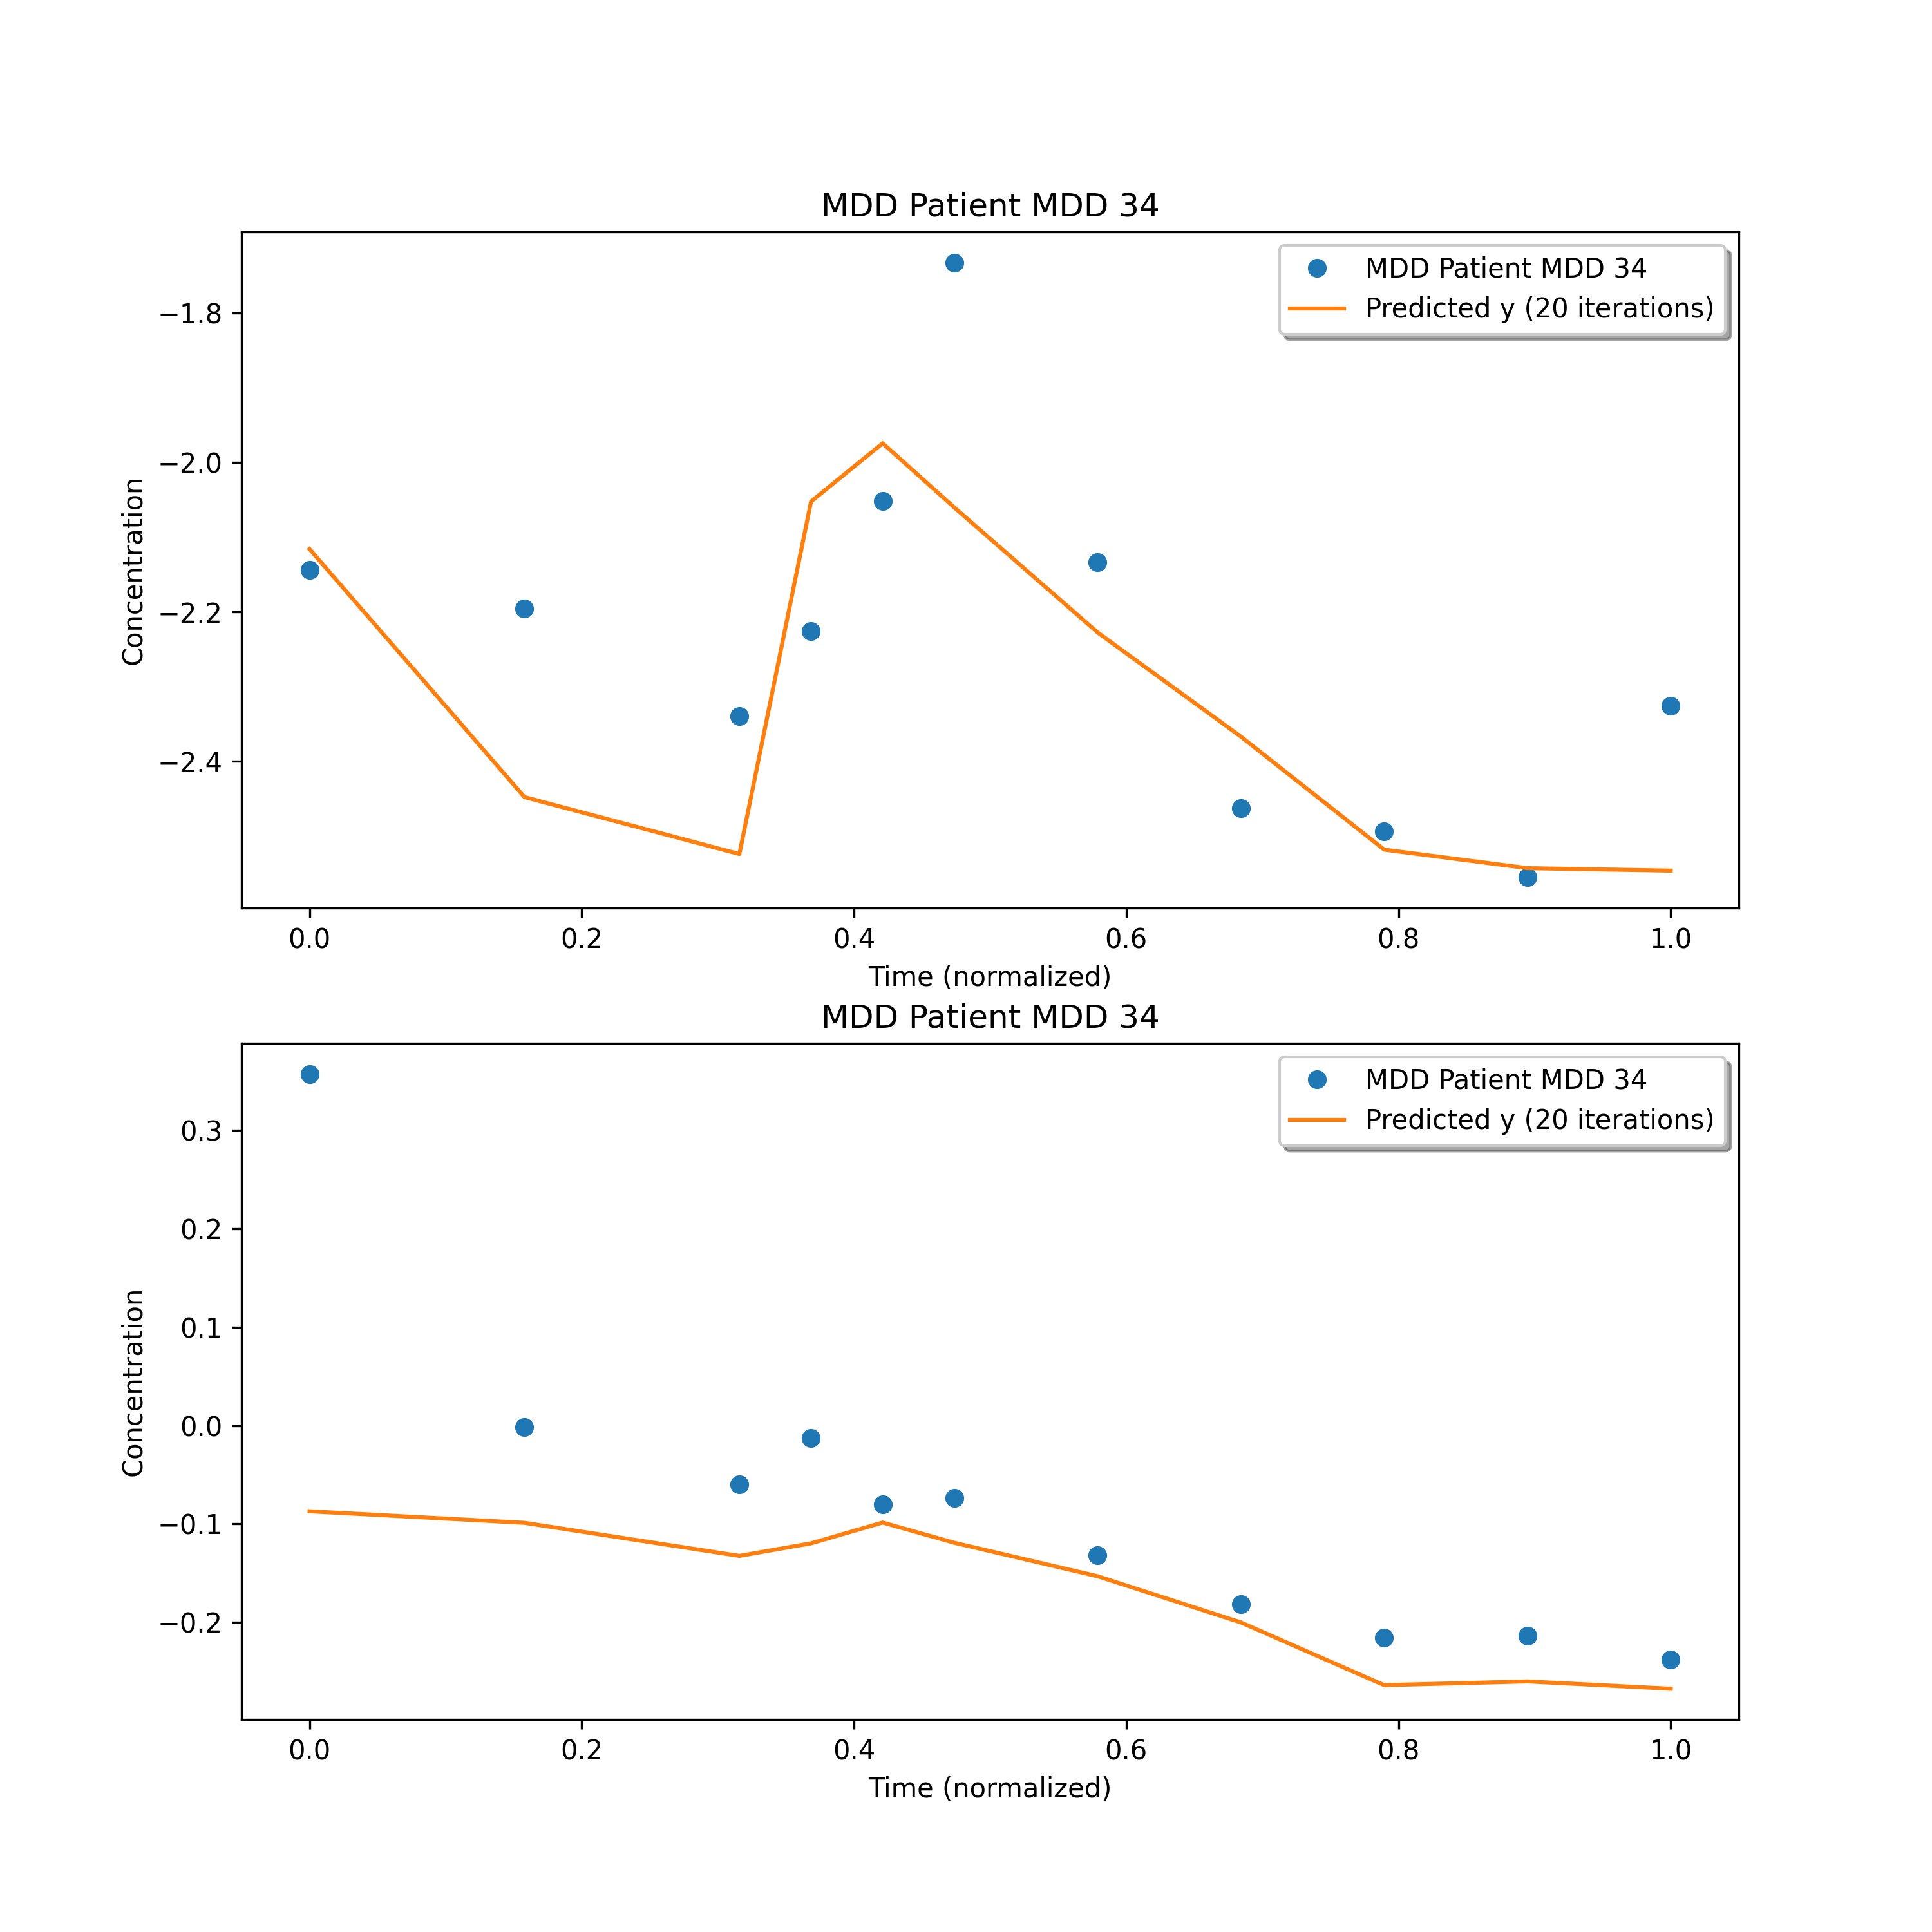 MDD Patient MDD 34
MDD Patient MDD 34
Predicted y (20 iterations)
−1.8
−2.0
−2.2
−2.4
Concentration
0.0 0.2 0.4 0.6 0.8 1.0
Time (normalized)
MDD Patient MDD 34
MDD Patient MDD 34
Predicted y (20 iterations)
0.3
0.2
0.1
0.0
−0.1
−0.2
Concentration
0.0 0.2 0.4 0.6 0.8 1.0
Time (normalized)